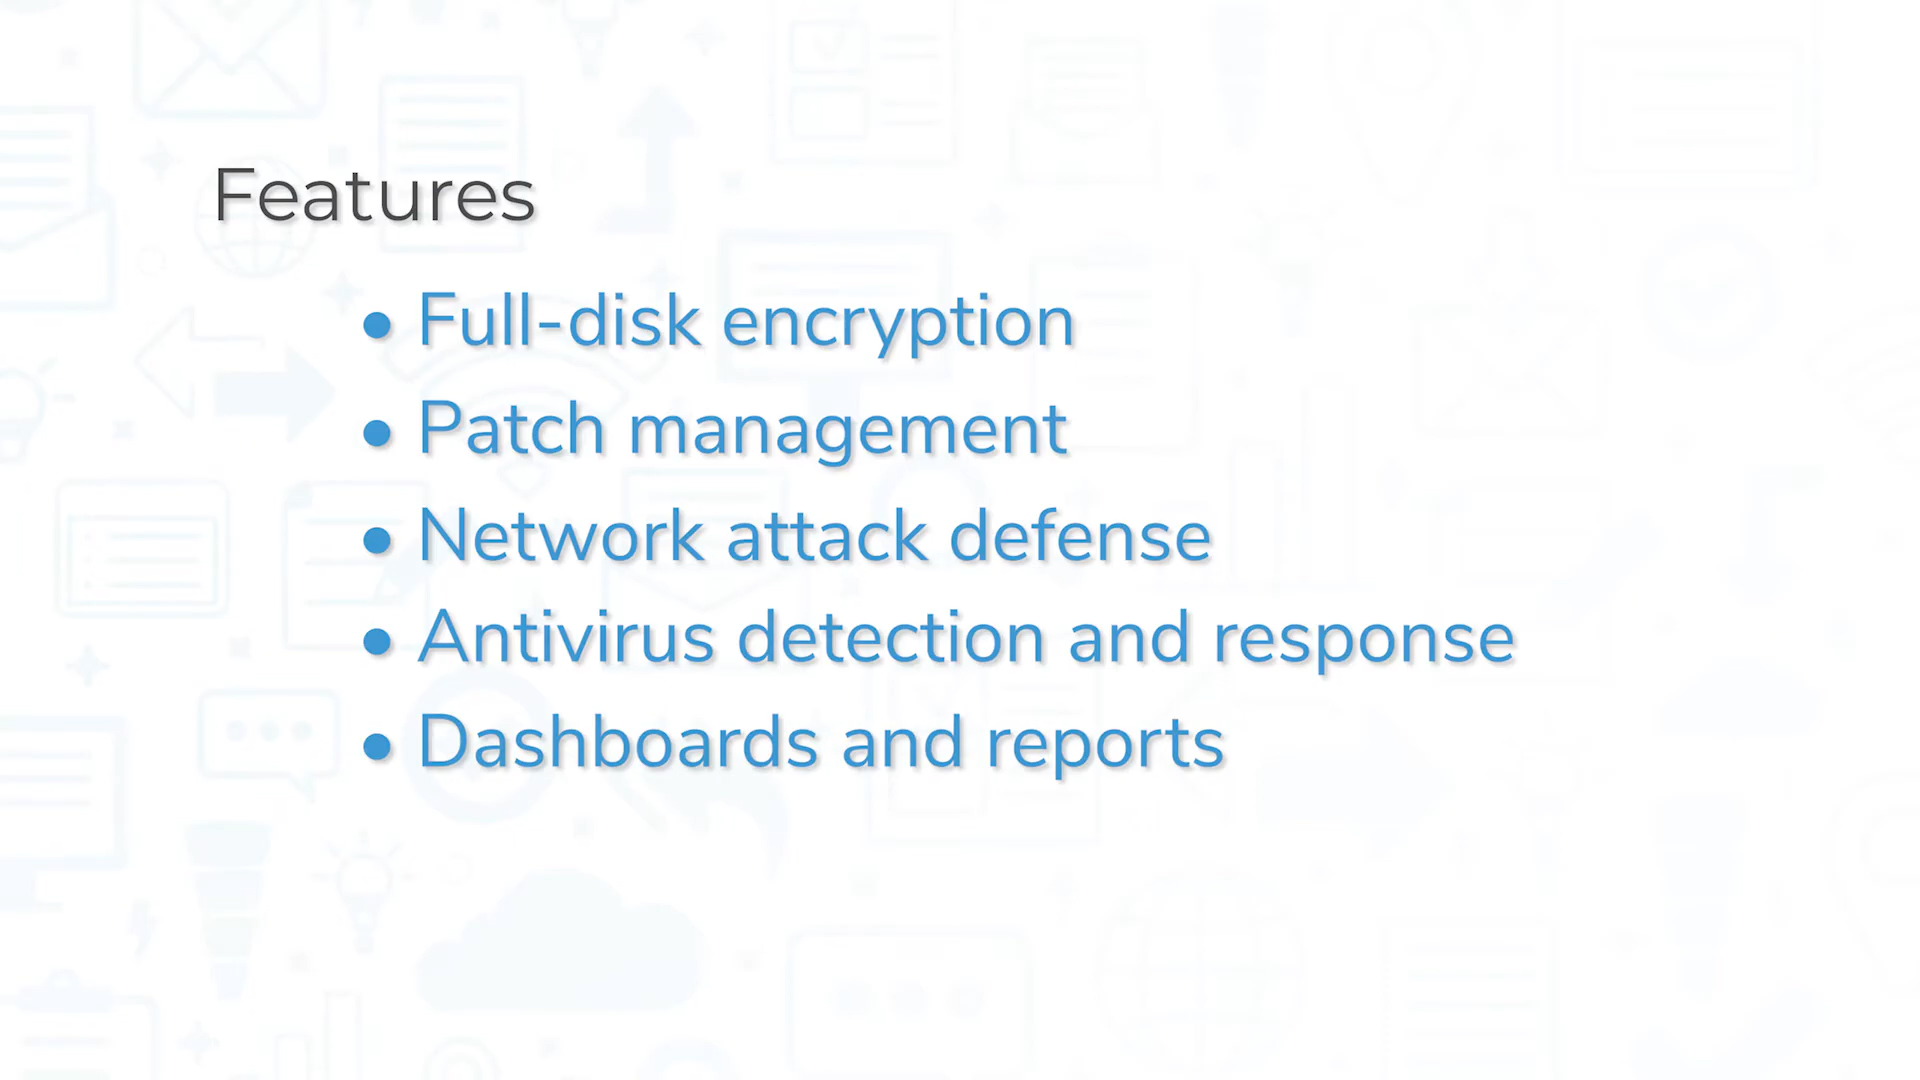 Features
• Full-disk encryption
• Patch management
• Network attack defense
• Antivirus detection and response
• Dashboards and reports